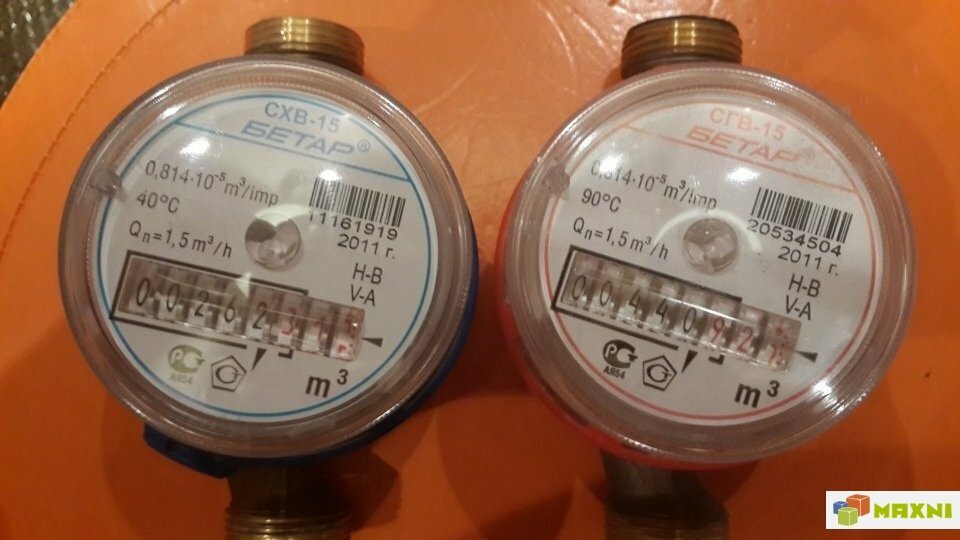 СХВ-15
БЕТАР®
0,814·10⁻⁵ m³/imp
40°C
11161919
2011 г.
Qn=1,5 m³/h
H-B
V-A
0 0 2 6 2 3 1
АЯ54
m³
СГВ-15
БЕТАР
0,814·10⁻⁵ m³/imp
90°C
20534504
2011 г.
Qn=1,5 m³/h
H-B
V-A
0 0 4 4 0 9 2
АЯ54
m³
MAXNI